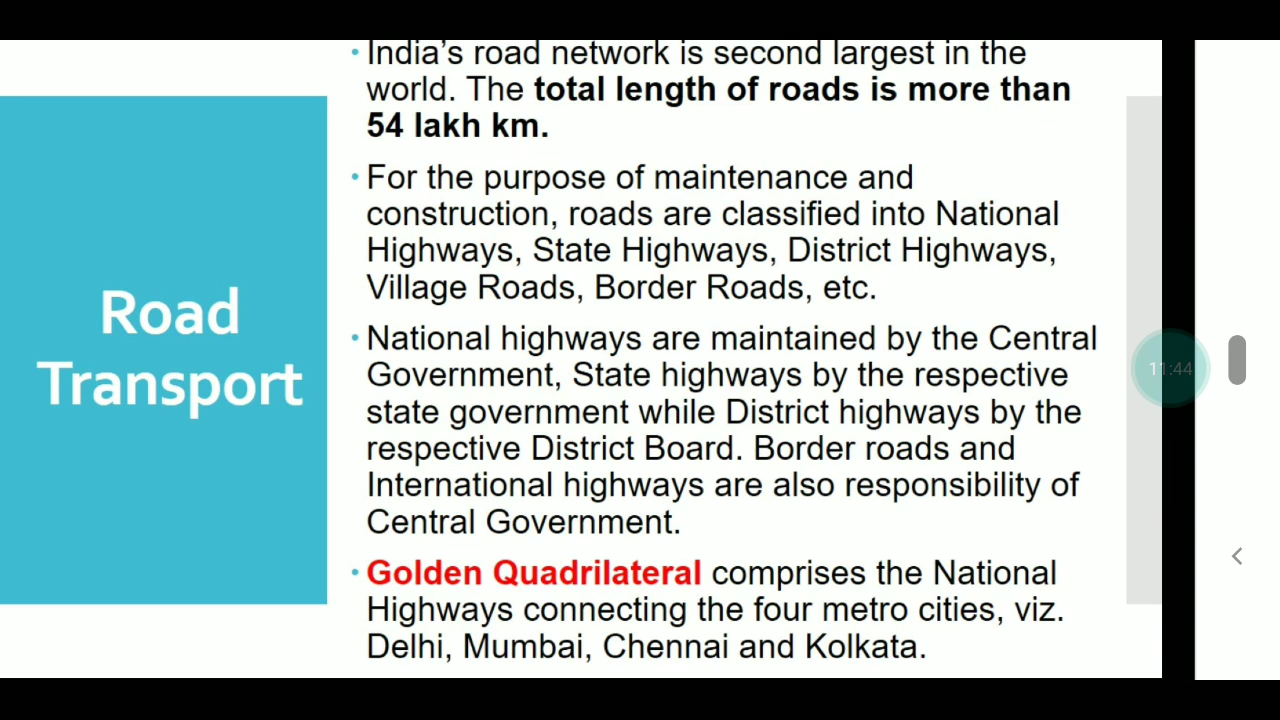 Road
Transport
• India's road network is second largest in the
world. The total length of roads is more than
54 lakh km.
• For the purpose of maintenance and
construction, roads are classified into National
Highways, State Highways, District Highways,
Village Roads, Border Roads, etc.
• National highways are maintained by the Central
Government, State highways by the respective
state government while District highways by the
respective District Board. Border roads and
International highways are also responsibility of
Central Government.
• Golden Quadrilateral comprises the National
Highways connecting the four metro cities, viz.
Delhi, Mumbai, Chennai and Kolkata.
11:44